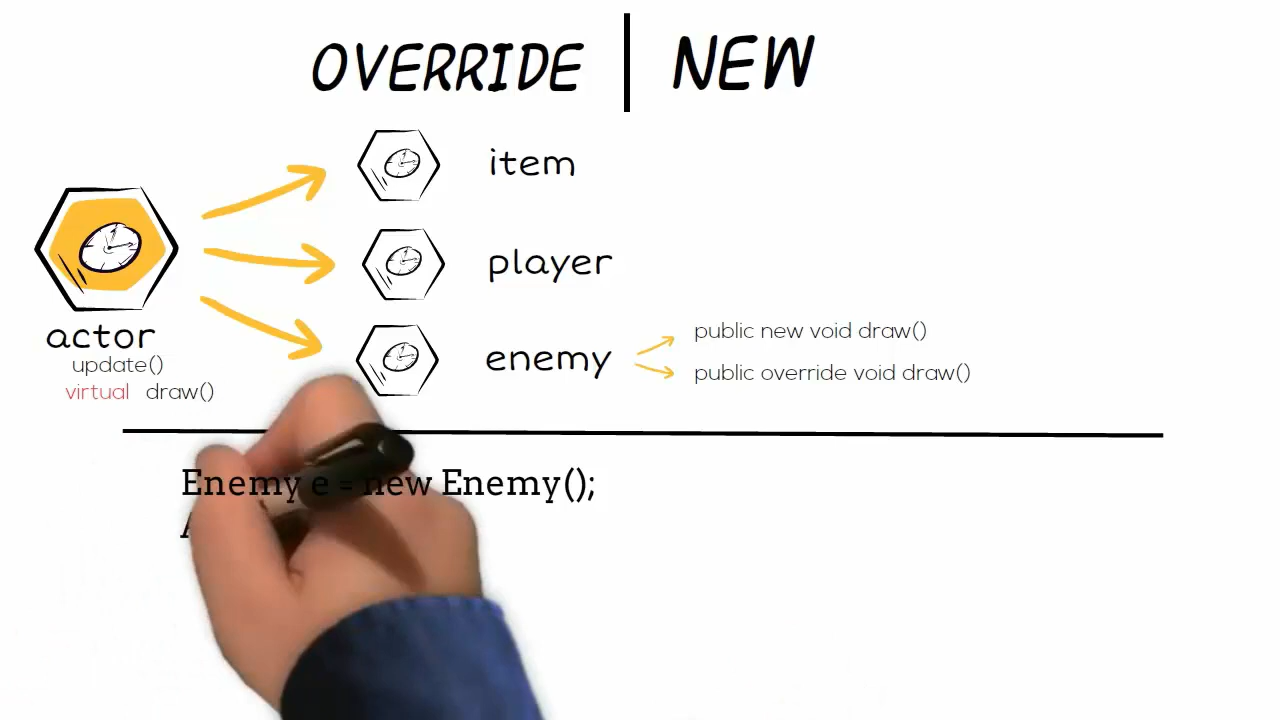 OVERRIDE | NEW
item
player
enemy
public new void draw()
public override void draw()
actor
update()
virtual draw()
Enemy e = new Enemy();